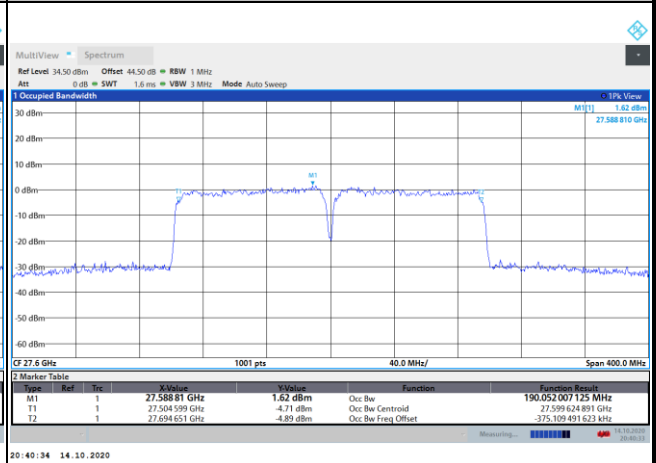 MultiView Spectrum
Ref Level 34.50 dBm Offset 44.50 dB RBW 1 MHz
Att 0 dB SWT 1.6 ms VBW 3 MHz Mode Auto Sweep
1 Occupied Bandwidth 1Pk View
M1[1] 1.62 dBm
27.588 810 GHz
30 dBm
20 dBm
10 dBm
M1
0 dBm
T1 T2
-10 dBm
-20 dBm
-30 dBm
-40 dBm
-50 dBm
-60 dBm
CF 27.6 GHz 1001 pts 40.0 MHz/ Span 400.0 MHz
2 Marker Table
Type Ref Trc X-Value Y-Value Function Function Result
M1 1 27.588 81 GHz 1.62 dBm Occ Bw 190.052 007 125 MHz
T1 1 27.504 599 GHz -4.71 dBm Occ Bw Centroid 27.599 624 891 GHz
T2 1 27.694 651 GHz -4.89 dBm Occ Bw Freq Offset -375.109 491 623 kHz
Measuring... 14.10.2020
20:40:33
20:40:34 14.10.2020